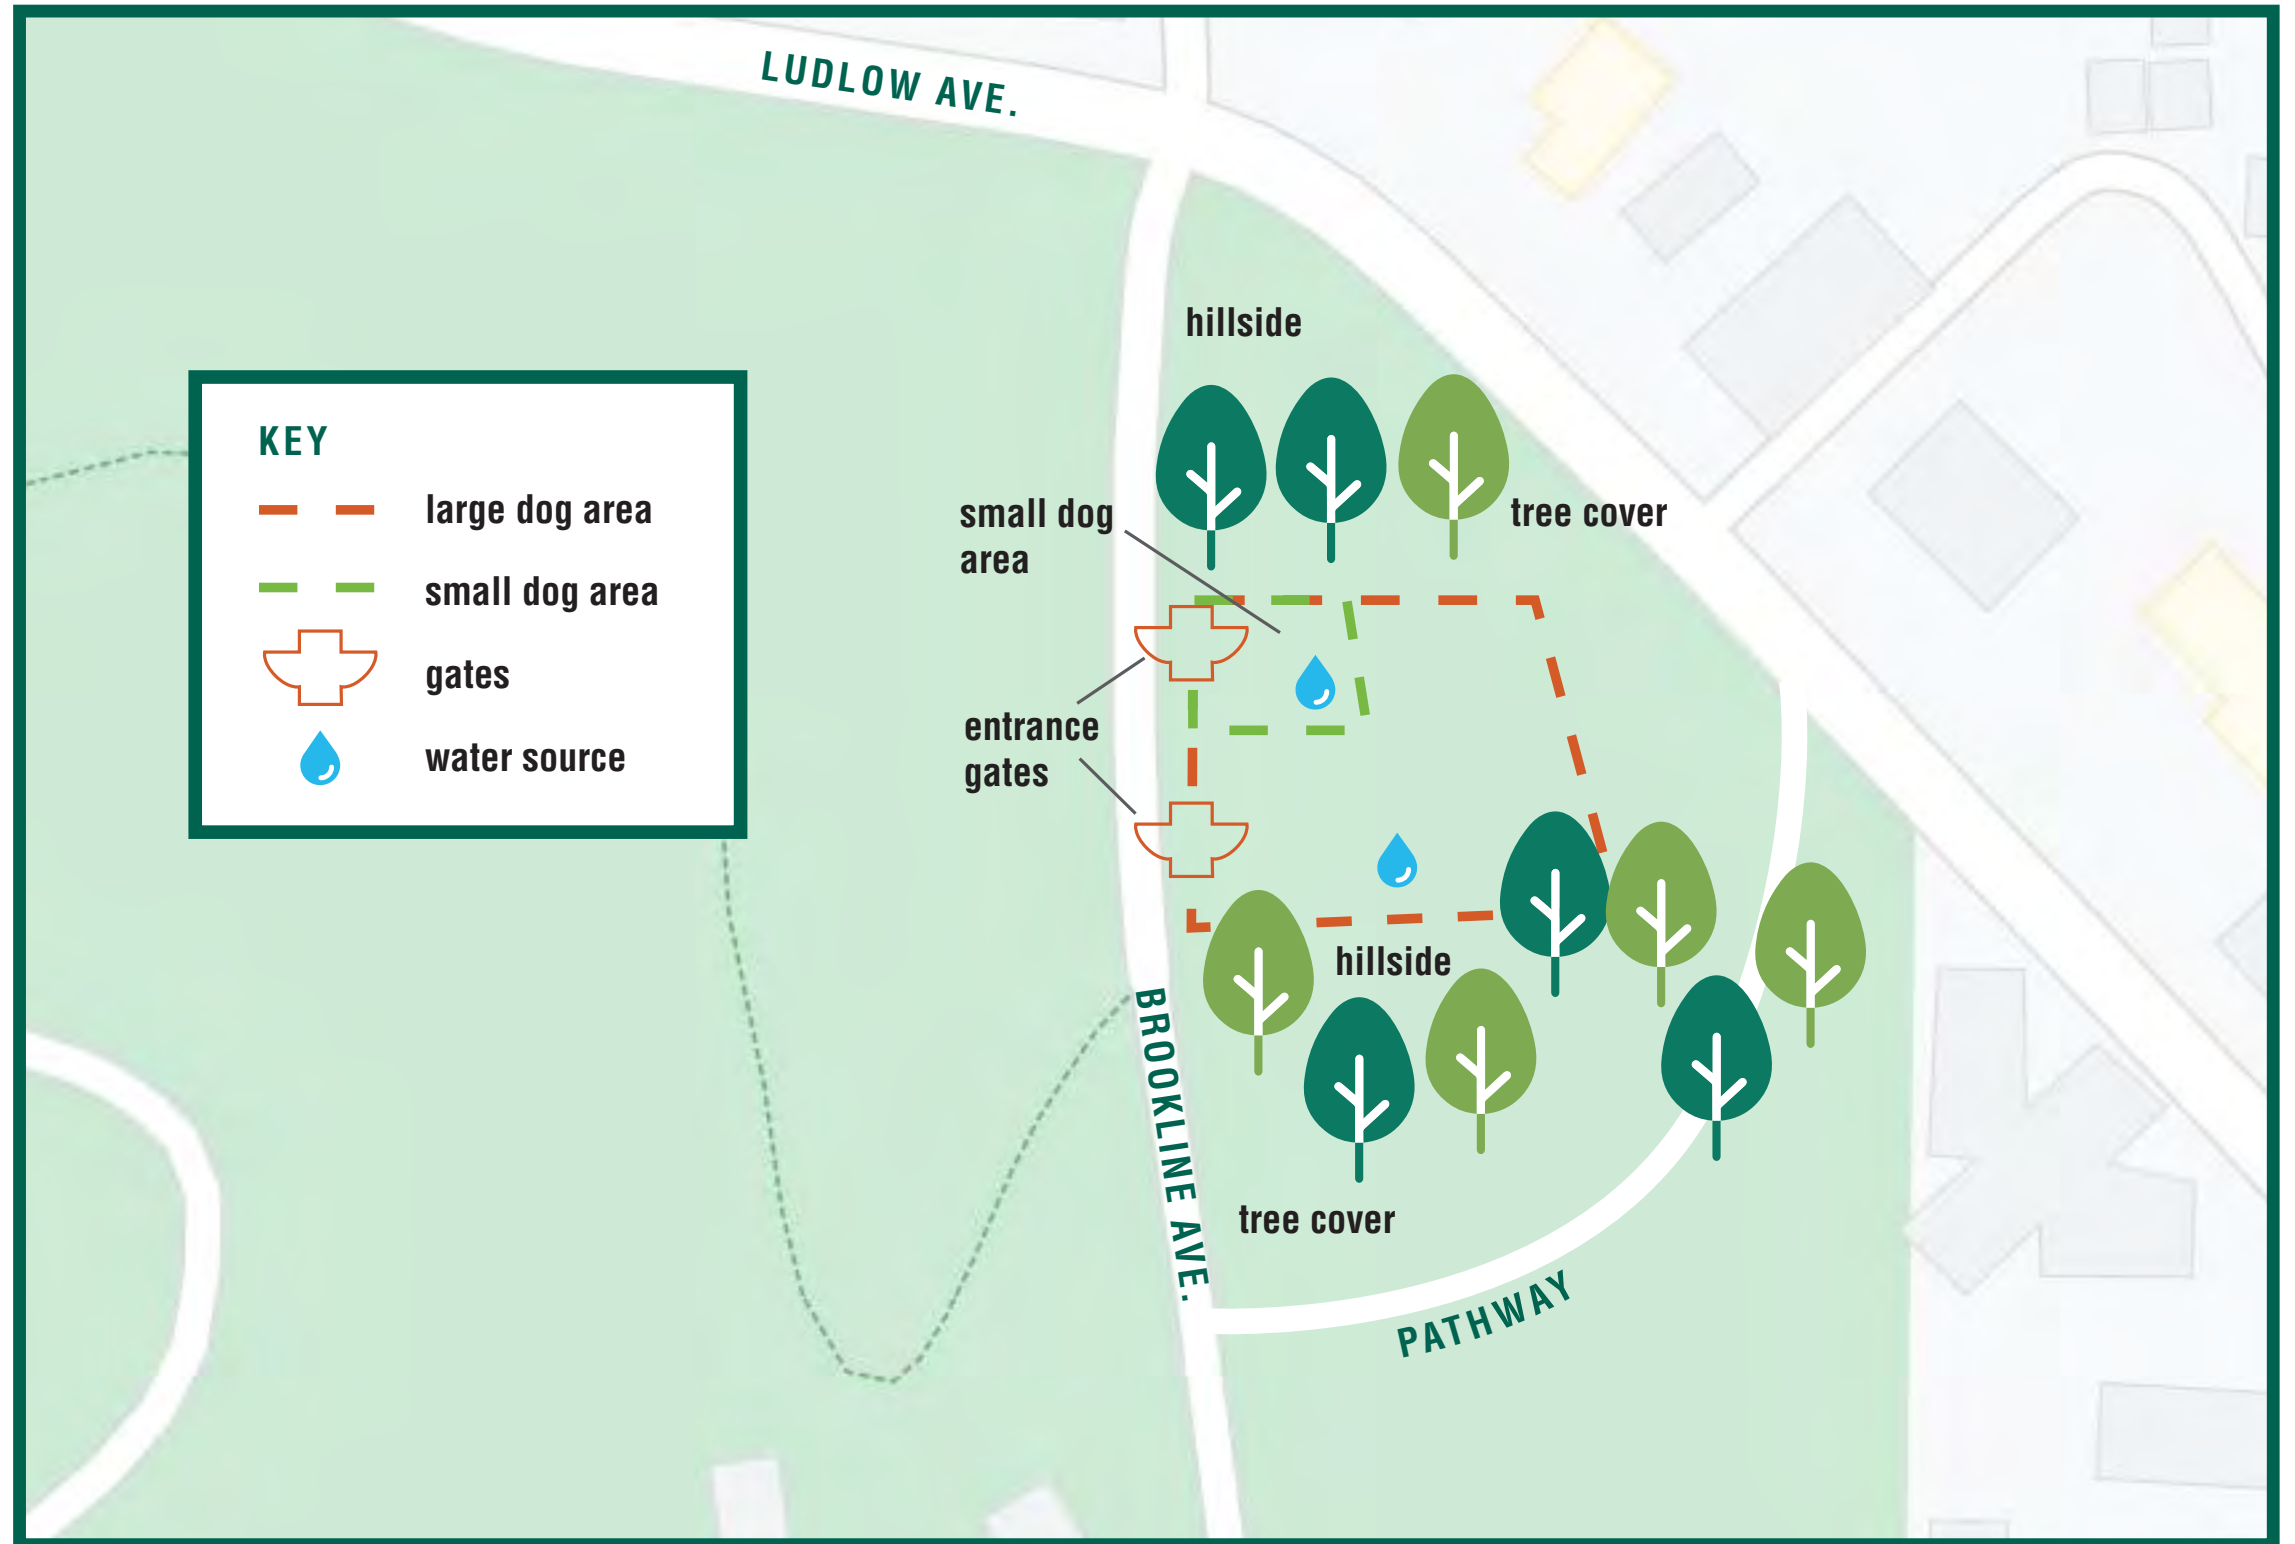 LUDLOW AVE.
hillside
tree cover
small dog
area
KEY
large dog area
small dog area
gates
water source
entrance
gates
hillside
BROOKLINE AVE.
tree cover
PATHWAY